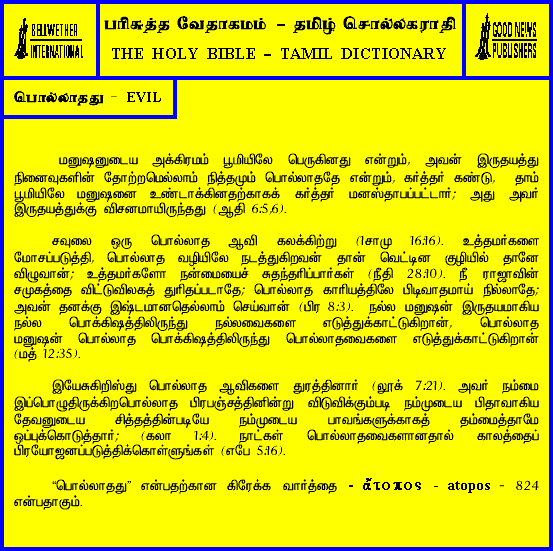 BELLWETHER
INTERNATIONAL
பரிசுத்த வேதாகமம் – தமிழ் சொல்லகராதி
THE HOLY BIBLE – TAMIL DICTIONARY
GOOD NEWS
PUBLISHERS
பொல்லாதது – EVIL
மனுஷனுடைய அக்கிரமம் பூமியிலே பெருகினது என்றும், அவன் இருதயத்து
நினைவுகளின் தோற்றமெல்லாம் நித்தமும் பொல்லாததே என்றும், கர்த்தர் கண்டு, தாம்
பூமியிலே மனுஷனை உண்டாக்கினதற்காகக் கர்த்தர் மனஸ்தாபப்பட்டார்; அது அவர்
இருதயத்துக்கு விசனமாயிருந்தது (ஆதி 6:5,6).
சவுலை ஒரு பொல்லாத ஆவி கலக்கிற்று (1சாமு 16:16). உத்தமர்களை
மோசப்படுத்தி, பொல்லாத வழியிலே நடத்துகிறவன் தான் வெட்டின குழியில் தானே
விழுவான்; உத்தமர்களோ நன்மையைச் சுதந்தரிப்பார்கள் (நீதி 28:10). நீ ராஜாவின்
சமுகத்தை விட்டுவிலகத் துரிதப்படாதே; பொல்லாத காரியத்திலே பிடிவாதமாய் நில்லாதே;
அவன் தனக்கு இஷ்டமானதெல்லாம் செய்வான் (பிர 8:3). நல்ல மனுஷன் இருதயமாகிய
நல்ல பொக்கிஷத்திலிருந்து நல்லவைகளை எடுத்துக்காட்டுகிறான், பொல்லாத
மனுஷன் பொல்லாத பொக்கிஷத்திலிருந்து பொல்லாதவைகளை எடுத்துக்காட்டுகிறான்
(மத் 12:35).
இயேசுகிறிஸ்து பொல்லாத ஆவிகளை துரத்தினார் (லூக் 7:21). அவர் நம்மை
இப்பொழுதிருக்கிறபொல்லாத பிரபஞ்சத்தினின்று விடுவிக்கும்படி நம்முடைய பிதாவாகிய
தேவனுடைய சித்தத்தின்படியே நம்முடைய பாவங்களுக்காகத் தம்மைத்தாமே
ஒப்புக்கொடுத்தார்; (கலா 1:4). நாட்கள் பொல்லாதவைகளானதால் காலத்தைப்
பிரயோஜனப்படுத்திக்கொள்ளுங்கள் (எபே 5:16).
“பொல்லாதது” என்பதற்கான கிரேக்க வார்த்தை - ἄτοπος - atopos - 824
என்பதாகும்.